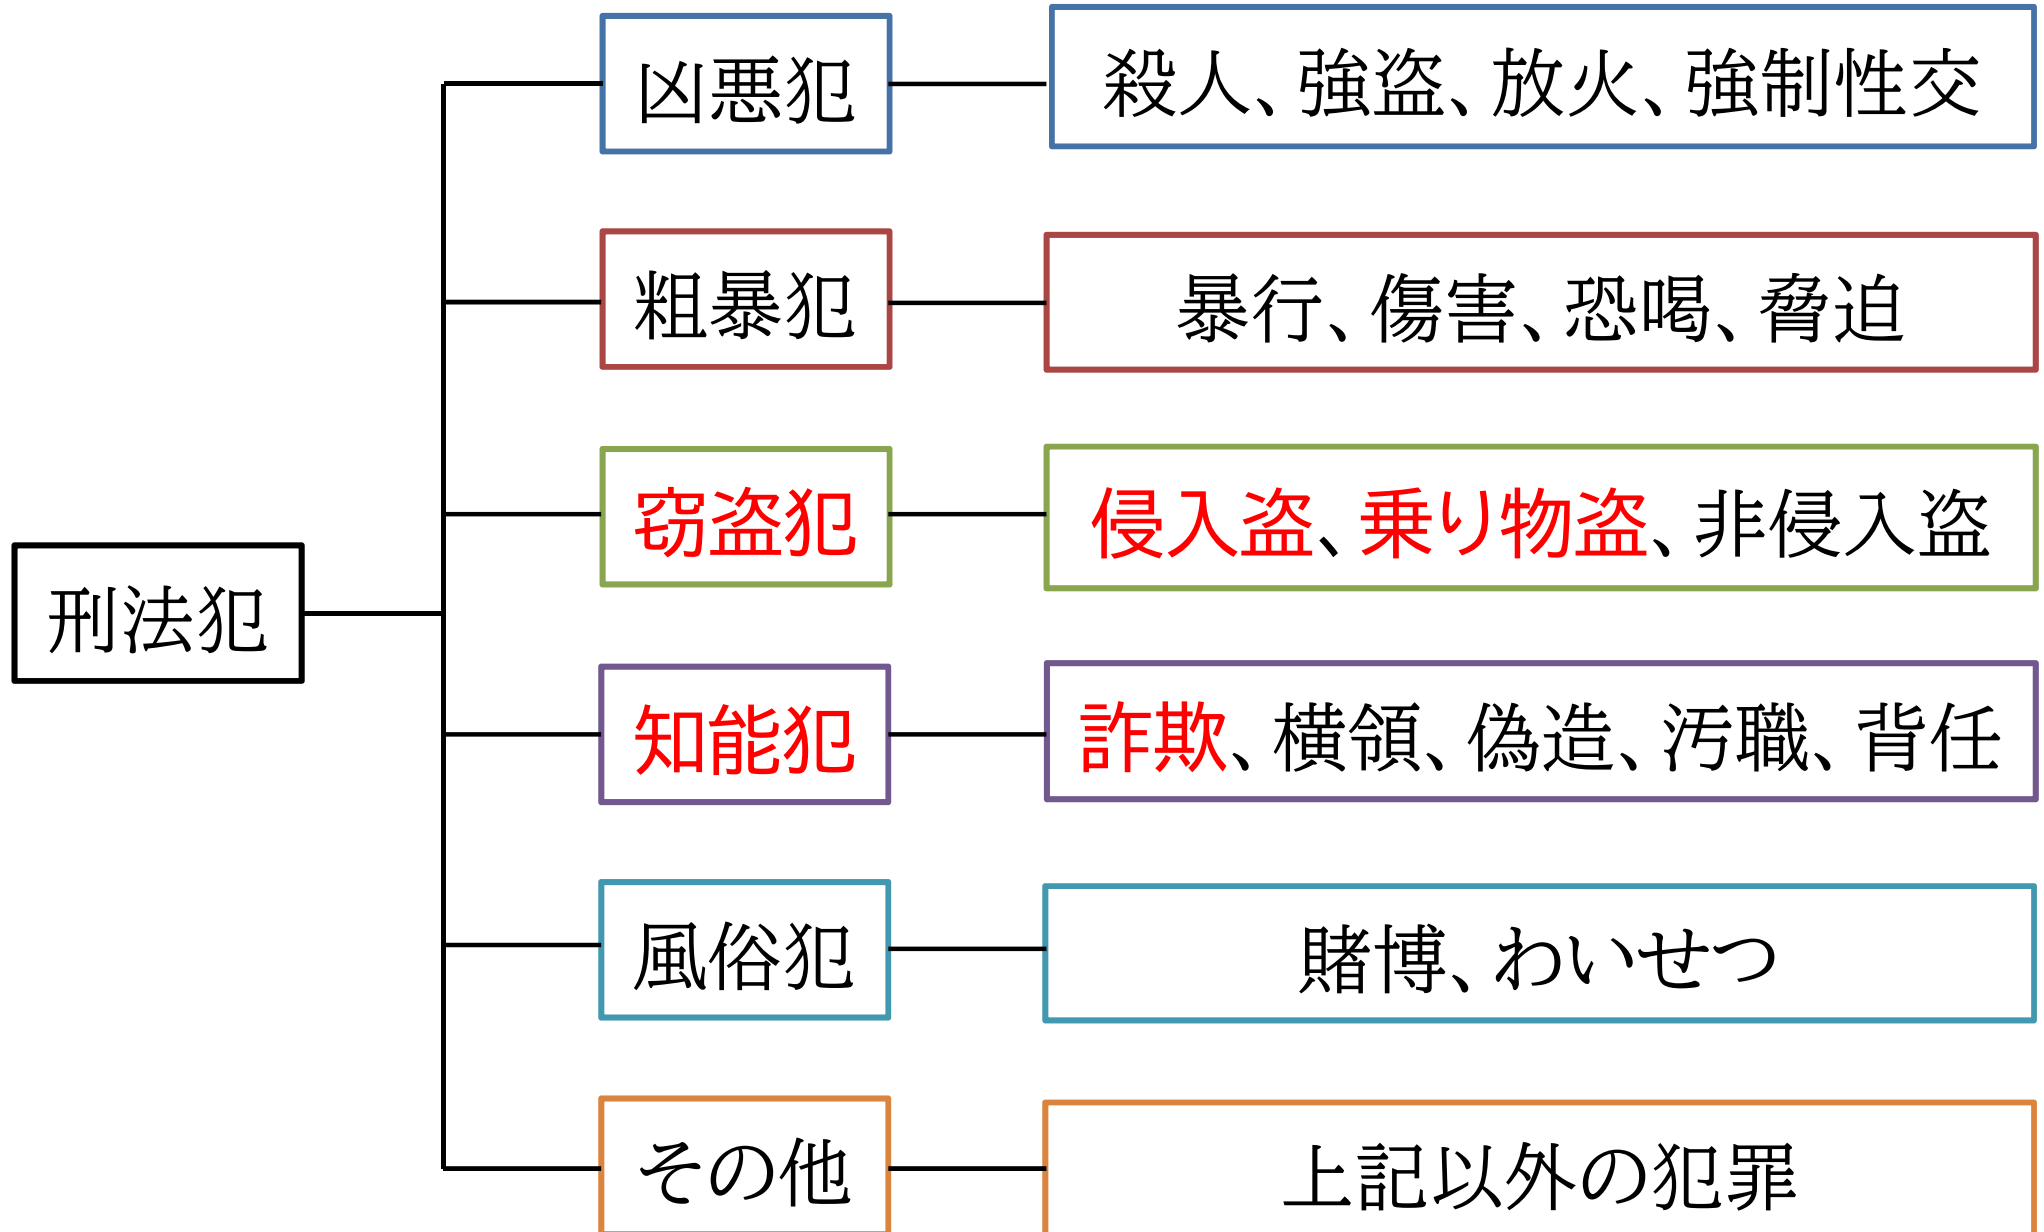 凶悪犯
殺人、強盗、放火、強制性交
粗暴犯
暴行、傷害、恐喝、脅迫
窃盗犯
侵入盗、乗り物盗、非侵入盗
刑法犯
知能犯
詐欺、横領、偽造、汚職、背任
風俗犯
賭博、わいせつ
その他
上記以外の犯罪